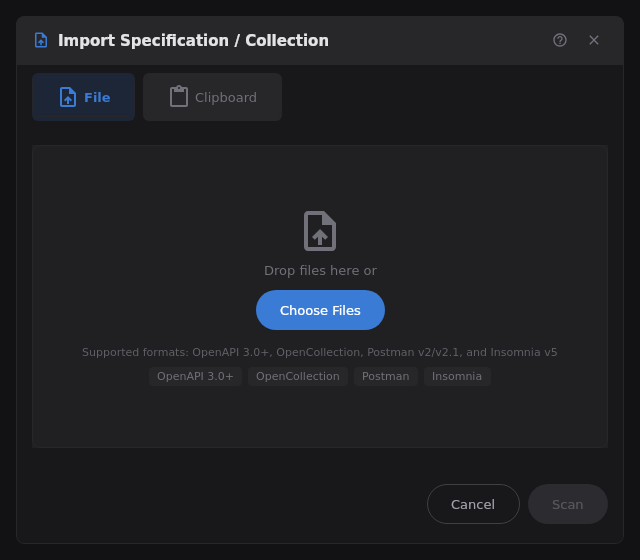 Import Specification / Collection
File
Clipboard
Drop files here or
Choose Files
Supported formats: OpenAPI 3.0+, OpenCollection, Postman v2/v2.1, and Insomnia v5
OpenAPI 3.0+ OpenCollection Postman Insomnia
Cancel Scan